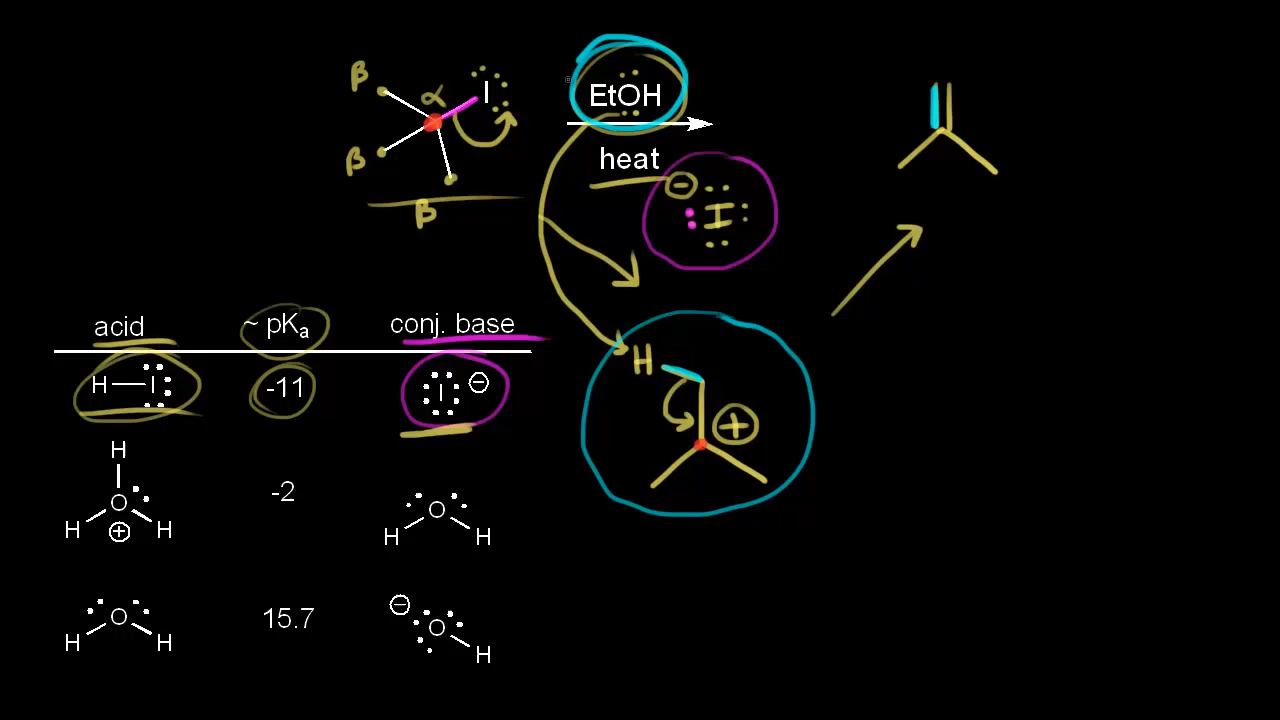 β
α
I
β
β
EtOH
heat
− I
acid ~ pKₐ conj. base
H I -11 I ⊖
H
O
H H
⊕
-2
O
H H
H
+
O
H H
15.7
⊖
O
H